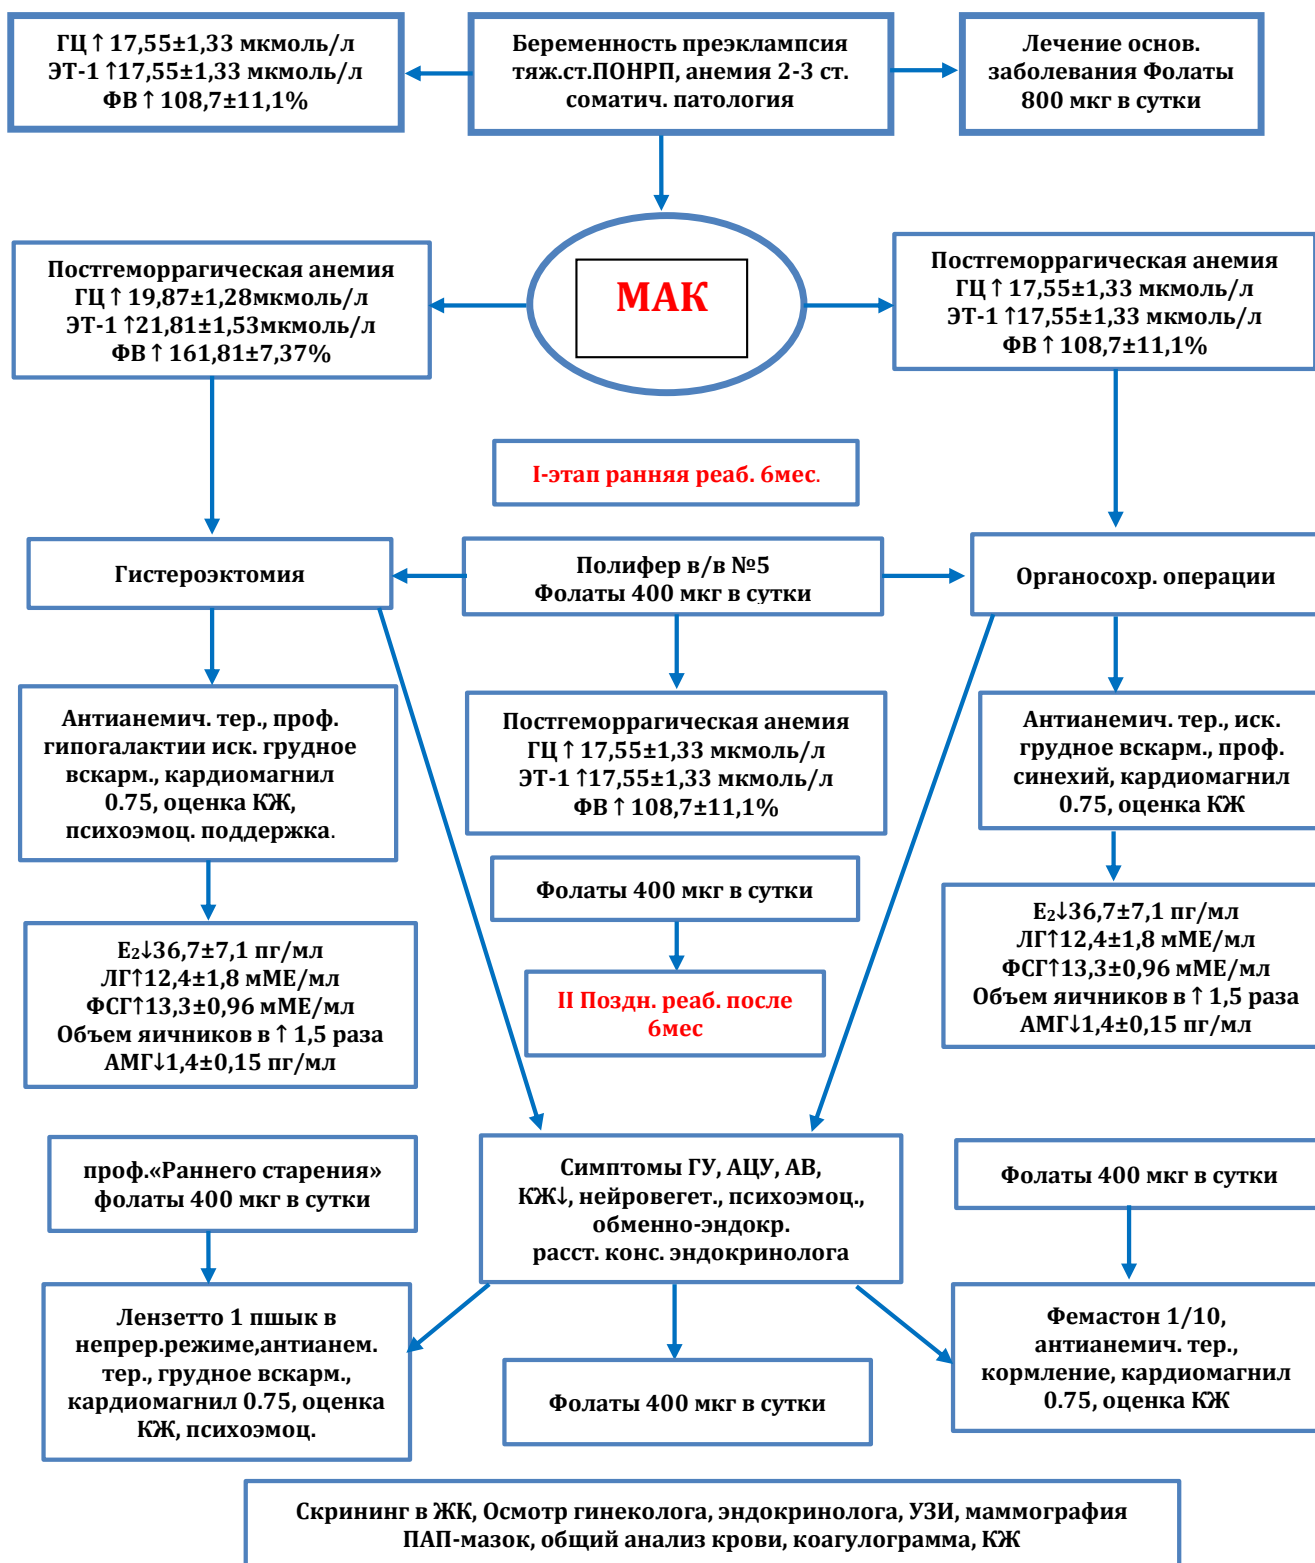 ГЦ ↑ 17,55±1,33 мкмоль/л
ЭТ-1 ↑17,55±1,33 мкмоль/л
ФВ ↑ 108,7±11,1%
Беременность преэклампсия
тяж.ст.ПОНРП, анемия 2-3 ст.
соматич. патология
Лечение основ.
заболевания Фолаты
800 мкг в сутки
Постгеморрагическая анемия
ГЦ ↑ 19,87±1,28мкмоль/л
ЭТ-1 ↑21,81±1,53мкмоль/л
ФВ ↑ 161,81±7,37%
МАК
Постгеморрагическая анемия
ГЦ ↑ 17,55±1,33 мкмоль/л
ЭТ-1 ↑17,55±1,33 мкмоль/л
ФВ ↑ 108,7±11,1%
I-этап ранняя реаб. 6мес.
Гистероэктомия
Полифер в/в №5
Фолаты 400 мкг в сутки
Органосохр. операции
Антианемич. тер., проф.
гипогалактии иск. грудное
вскарм., кардиомагнил
0.75, оценка КЖ,
психоэмоц. поддержка.
Постгеморрагическая анемия
ГЦ ↑ 17,55±1,33 мкмоль/л
ЭТ-1 ↑17,55±1,33 мкмоль/л
ФВ ↑ 108,7±11,1%
Антианемич. тер., иск.
грудное вскарм., проф.
синехий, кардиомагнил
0.75, оценка КЖ
Фолаты 400 мкг в сутки
Е₂↓36,7±7,1 пг/мл
ЛГ↑12,4±1,8 мМЕ/мл
ФСГ↑13,3±0,96 мМЕ/мл
Объем яичников в ↑ 1,5 раза
АМГ↓1,4±0,15 пг/мл
II Поздн. реаб. после
6мес
Е₂↓36,7±7,1 пг/мл
ЛГ↑12,4±1,8 мМЕ/мл
ФСГ↑13,3±0,96 мМЕ/мл
Объем яичников в ↑ 1,5 раза
АМГ↓1,4±0,15 пг/мл
проф.«Раннего старения»
фолаты 400 мкг в сутки
Симптомы ГУ, АЦУ, АВ,
КЖ↓, нейровегет., психоэмоц.,
обменно-эндокр.
расст. конс. эндокринолога
Фолаты 400 мкг в сутки
Лензетто 1 пшык в
непрер.режиме,антианем.
тер., грудное вскарм.,
кардиомагнил 0.75, оценка
КЖ, психоэмоц.
Фолаты 400 мкг в сутки
Фемастон 1/10,
антианемич. тер.,
кормление, кардиомагнил
0.75, оценка КЖ
Скрининг в ЖК, Осмотр гинеколога, эндокринолога, УЗИ, маммография
ПАП-мазок, общий анализ крови, коагулограмма, КЖ